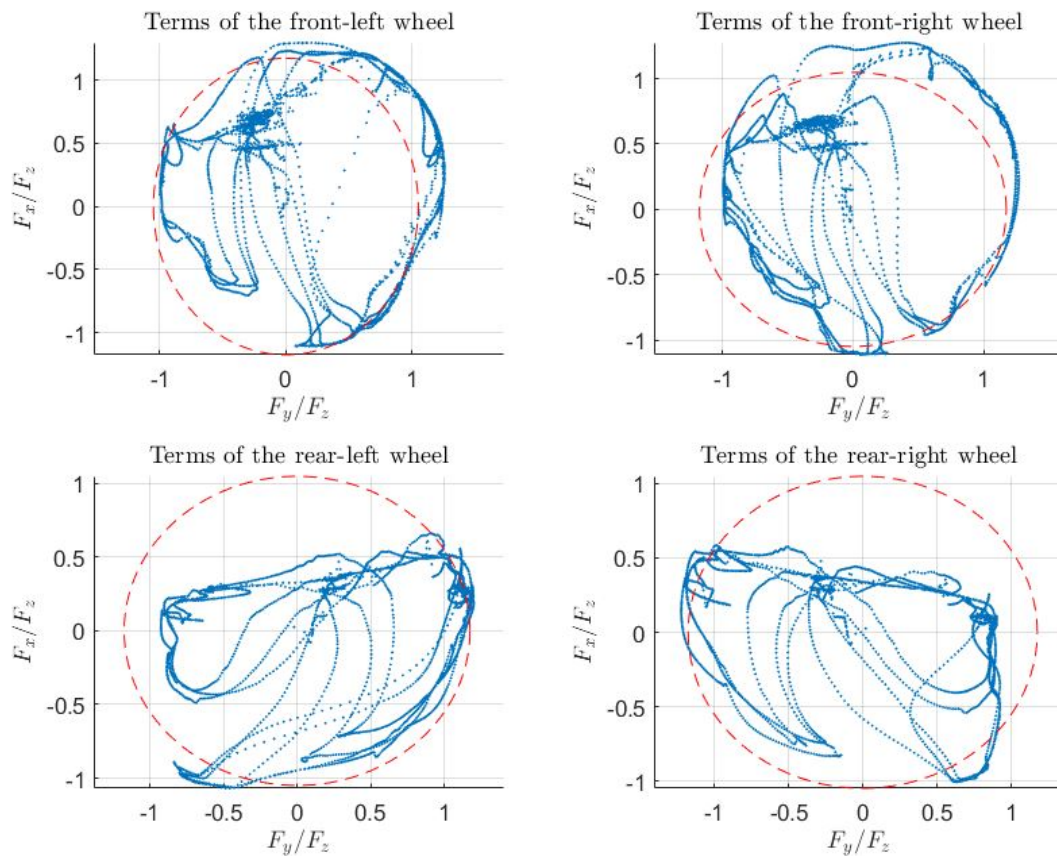 Terms of the front-left wheel
1
0.5
0
-0.5
-1
F_x/F_z
-1 0 1
F_y/F_z
Terms of the front-right wheel
1
0.5
0
-0.5
-1
F_x/F_z
-1 0 1
F_y/F_z
Terms of the rear-left wheel
1
0.5
0
-0.5
-1
F_x/F_z
-1 -0.5 0 0.5 1
F_y/F_z
Terms of the rear-right wheel
1
0.5
0
-0.5
-1
F_x/F_z
-1 -0.5 0 0.5 1
F_y/F_z